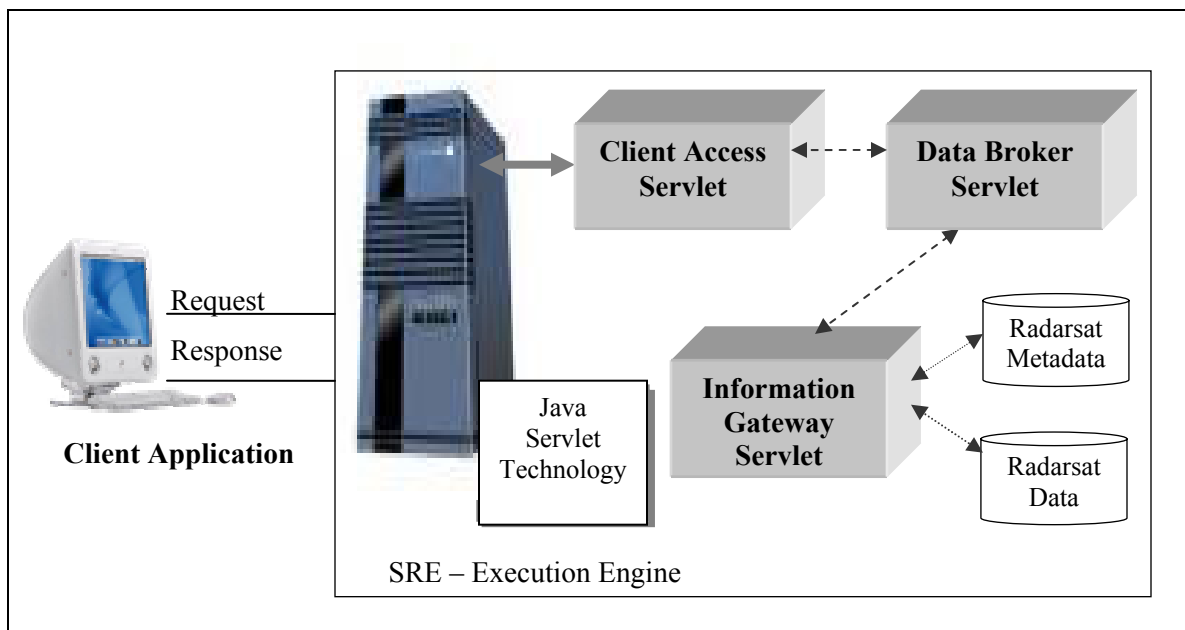 Client Access
Servlet
Data Broker
Servlet
Request
Response
Client Application
Java
Servlet
Technology
Information
Gateway
Servlet
Radarsat
Metadata
Radarsat
Data
SRE – Execution Engine